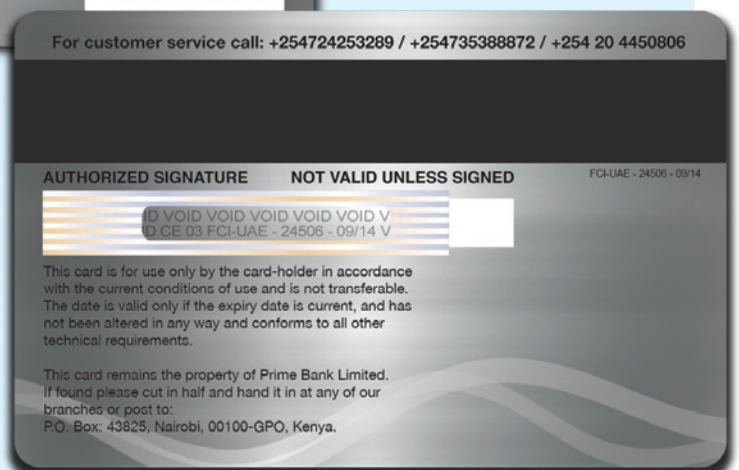 For customer service call: +254724253289 / +254735388872 / +254 20 4450806
AUTHORIZED SIGNATURE NOT VALID UNLESS SIGNED FCI-UAE - 24506 - 09/14
ID VOID VOID VOID VOID VOID V
ID CE 03 FCI-UAE - 24506 - 09/14 V
This card is for use only by the card-holder in accordance
with the current conditions of use and is not transferable.
The date is valid only if the expiry date is current, and has
not been altered in any way and conforms to all other
technical requirements.
This card remains the property of Prime Bank Limited.
If found please cut in half and hand it in at any of our
branches or post to:
P.O. Box: 43825, Nairobi, 00100-GPO, Kenya.